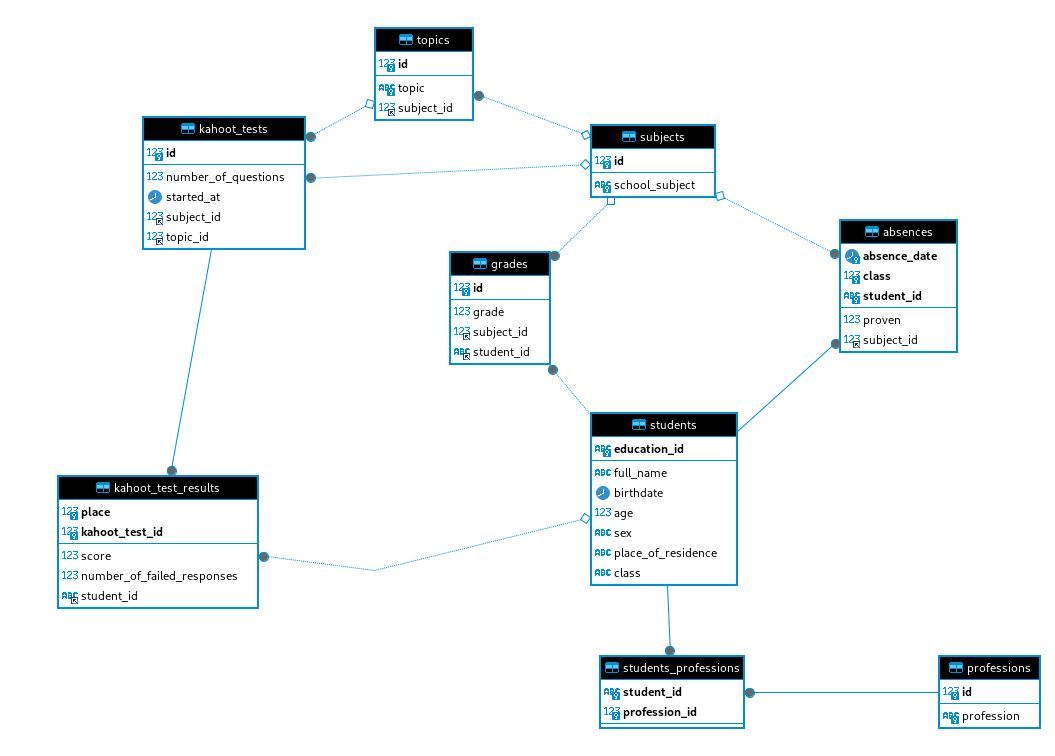 topics
123 id
ABC topic
123 subject_id
kahoot_tests
123 id
123 number_of_questions
started_at
123 subject_id
123 topic_id
subjects
123 id
ABC school_subject
absences
absence_date
123 class
ABC student_id
123 proven
123 subject_id
grades
123 id
123 grade
123 subject_id
ABC student_id
students
ABC education_id
ABC full_name
birthdate
123 age
ABC sex
ABC place_of_residence
ABC class
kahoot_test_results
123 place
123 kahoot_test_id
123 score
123 number_of_failed_responses
ABC student_id
students_professions
ABC student_id
123 profession_id
professions
123 id
ABC profession